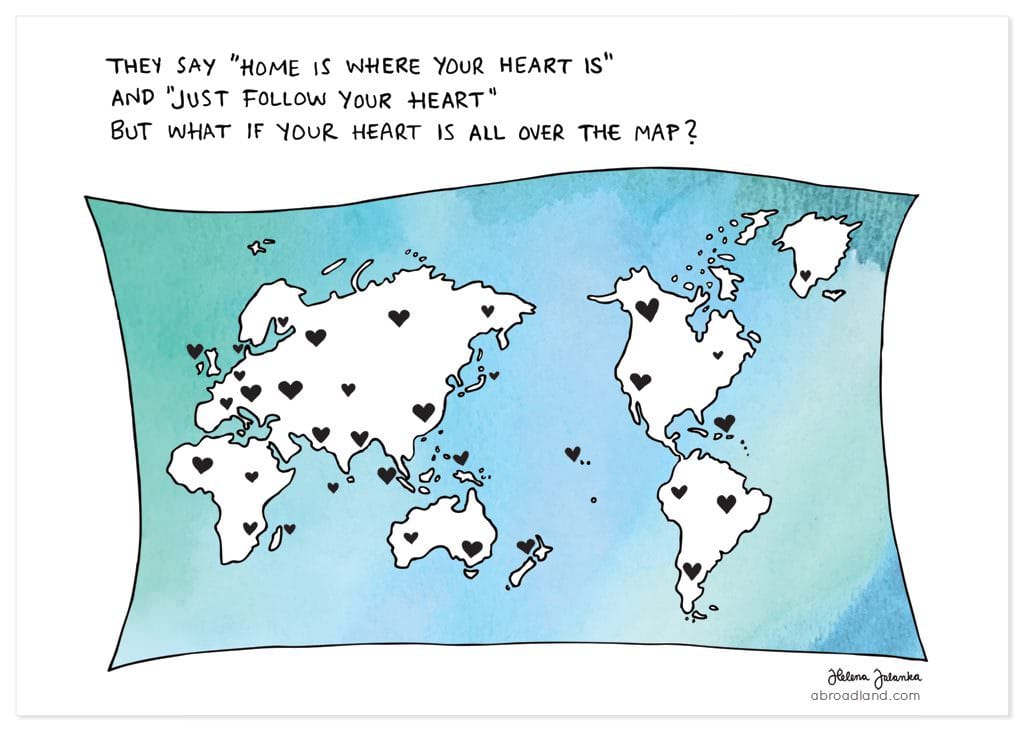 THEY SAY "HOME IS WHERE YOUR HEART IS"
AND "JUST FOLLOW YOUR HEART"
BUT WHAT IF YOUR HEART IS ALL OVER THE MAP?
Helena Jalanka
abroadland.com